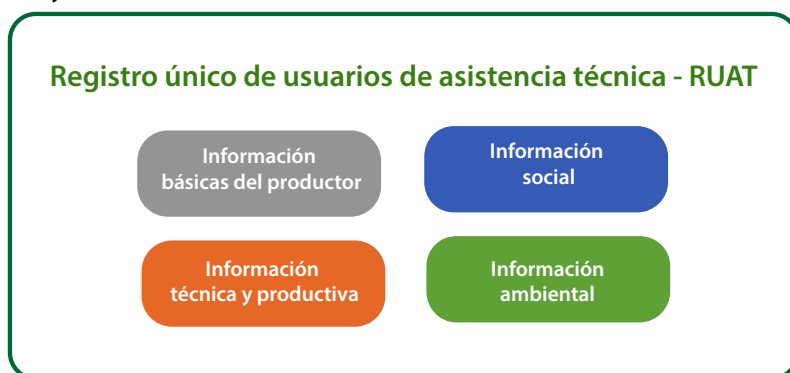 Registro único de usuarios de asistencia técnica - RUAT
Información
básicas del productor
Información
social
Información
técnica y productiva
Información
ambiental